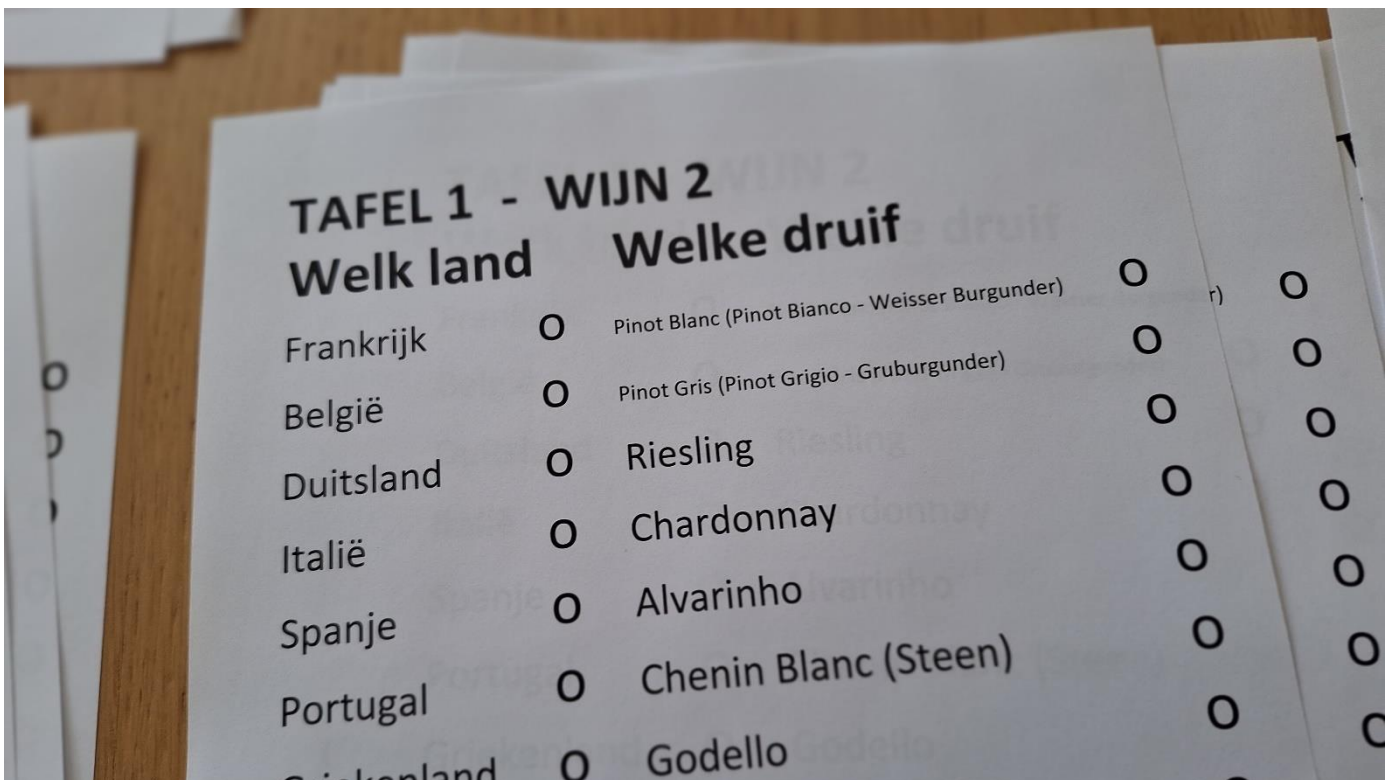 TAFEL 1 - WIJN 2
Welk land Welke druif
Frankrijk O Pinot Blanc (Pinot Bianco - Weisser Burgunder) O
België O Pinot Gris (Pinot Grigio - Gruburgunder) O
Duitsland O Riesling O
Italië O Chardonnay O
Spanje O Alvarinho O
Portugal O Chenin Blanc (Steen) O
Griekenland O Godello O